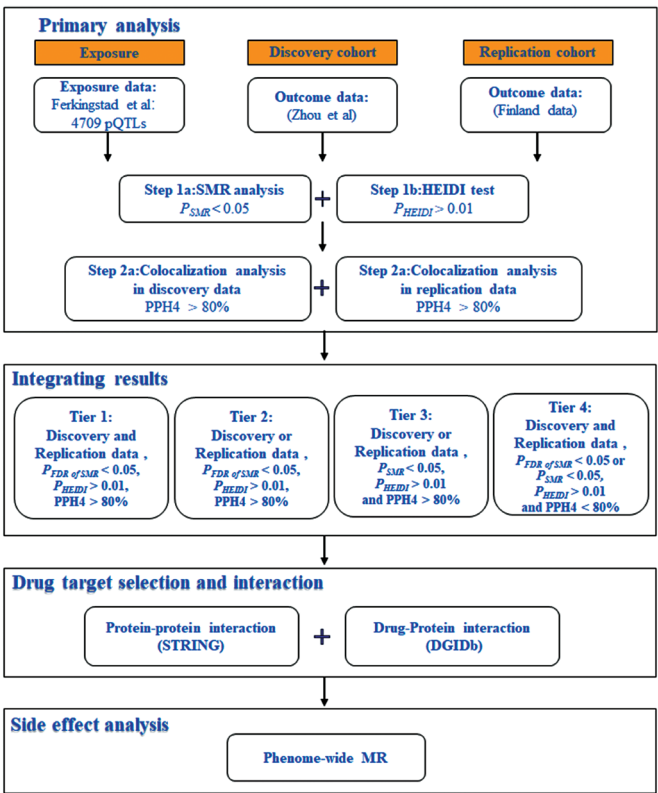 Primary analysis
Exposure
Discovery cohort
Replication cohort
Exposure data:
Ferkingstad et al:
4709 pQTLs
Outcome data:
(Zhou et al)
Outcome data:
(Finland data)
Step 1a:SMR analysis
PSMR < 0.05
+
Step 1b:HEIDI test
PHEIDI > 0.01
Step 2a:Colocalization analysis
in discovery data
PPH4 > 80%
+
Step 2a:Colocalization analysis
in replication data
PPH4 > 80%
Integrating results
Tier 1:
Discovery and
Replication data ,
PFDR of SMR < 0.05,
PHEIDI > 0.01,
PPH4 > 80%
Tier 2:
Discovery or
Replication data ,
PFDR of SMR < 0.05,
PHEIDI > 0.01,
PPH4 > 80%
Tier 3:
Discovery or
Replication data ,
PSMR < 0.05,
PHEIDI > 0.01
and PPH4 > 80%
Tier 4:
Discovery and
Replication data ,
PFDR of SMR < 0.05 or
PSMR < 0.05,
PHEIDI > 0.01
and PPH4 < 80%
Drug target selection and interaction
Protein-protein interaction
(STRING)
+
Drug-Protein interaction
(DGIDb)
Side effect analysis
Phenome-wide MR